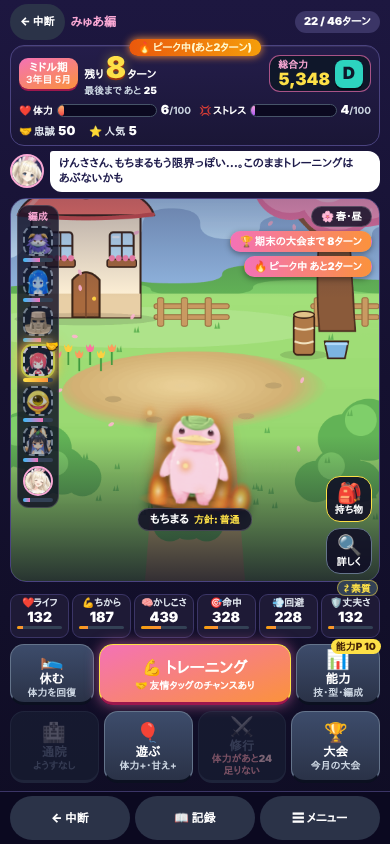 ← 中断
みゅあ編
22 / 46ターン
🔥 ピーク中(あと2ターン)
ミドル期
3年目 5月
残り8ターン
最後まで あと 25
総合力
5,348 D
❤️体力 6/100
💢ストレス 4/100
🤝忠誠 50
⭐人気 5
けんささん、もちまるもう限界っぽい…。このままトレーニングは
あぶないかも
編成
🌸 春・昼
🏆 期末の大会まで 8ターン
🔥 ピーク中 あと2ターン
もちまる 方針: 普通
🎒
持ち物
🔍
詳しく
素質
❤️ライフ
132
💪ちから
187
🧠かしこさ
439
🎯命中
328
💨回避
228
🛡️丈夫さ
132
能力P 10
休む
体力を回復
💪 トレーニング
🤝 友情タッグのチャンスあり
能力
技・型・編成
通院
ようすなし
遊ぶ
体力+・甘え+
修行
体力があと24
足りない
大会
今月の大会
← 中断
📖 記録
☰ メニュー